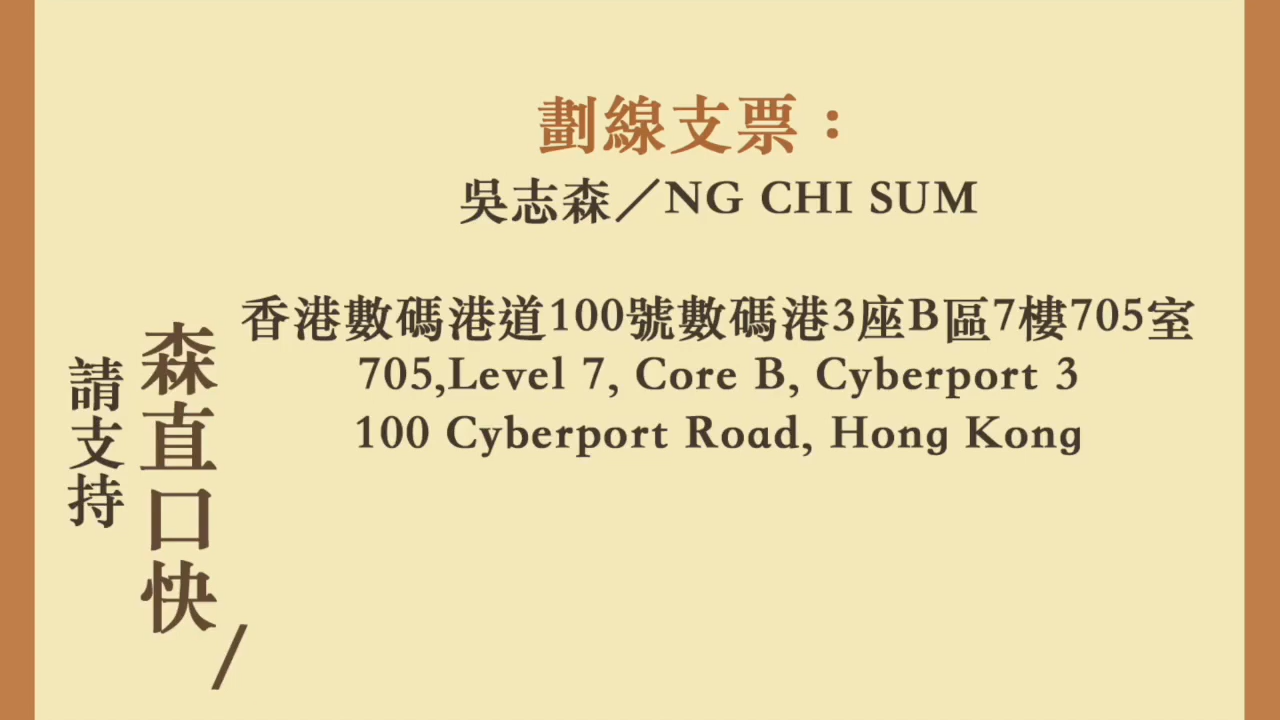 劃線支票：
吳志森／NG CHI SUM
香港數碼港道100號數碼港3座B區7樓705室
705,Level 7, Core B, Cyberport 3
100 Cyberport Road, Hong Kong
請支持
森直口快
/